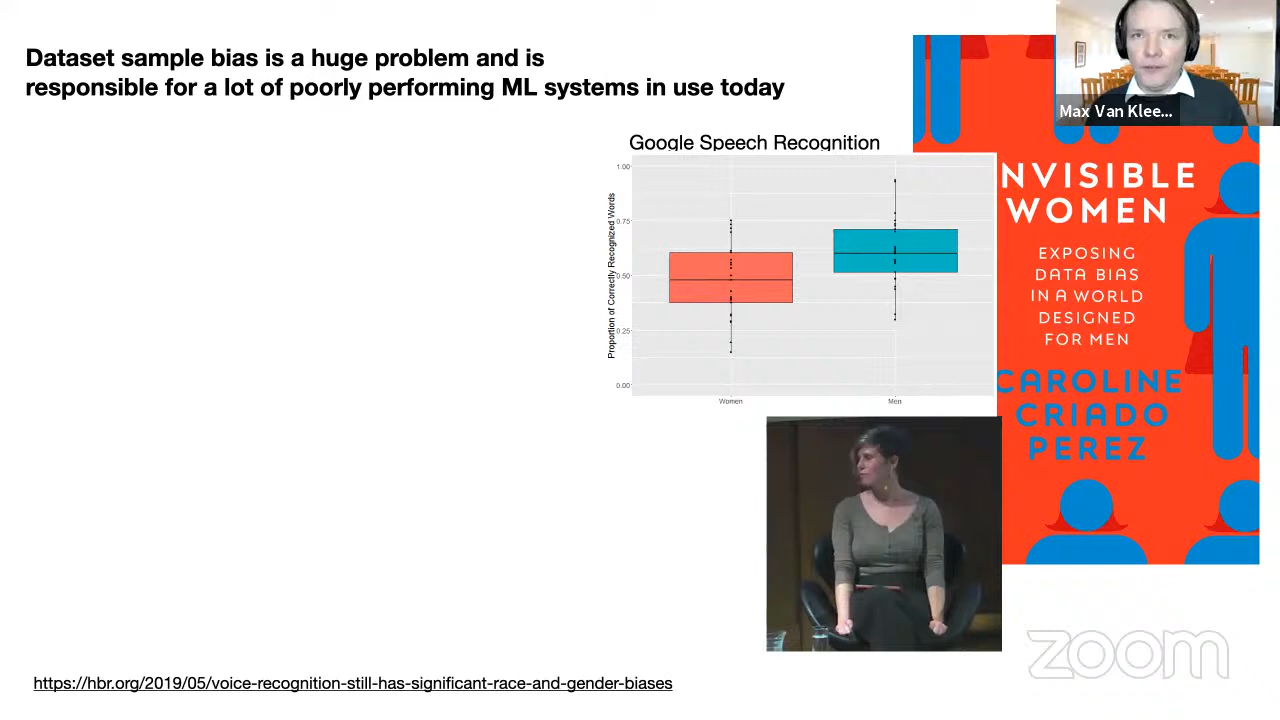 Dataset sample bias is a huge problem and is
responsible for a lot of poorly performing ML systems in use today
Max Van Klee...
Google Speech Recognition
Proportion of Correctly Recognized Words
1.00
0.75
0.50
0.25
0.00
Women
Men
NVISIBLE
WOMEN
EXPOSING
DATA BIAS
IN A WORLD
DESIGNED
FOR MEN
CAROLINE
CRIADO
PEREZ
zoom
https://hbr.org/2019/05/voice-recognition-still-has-significant-race-and-gender-biases